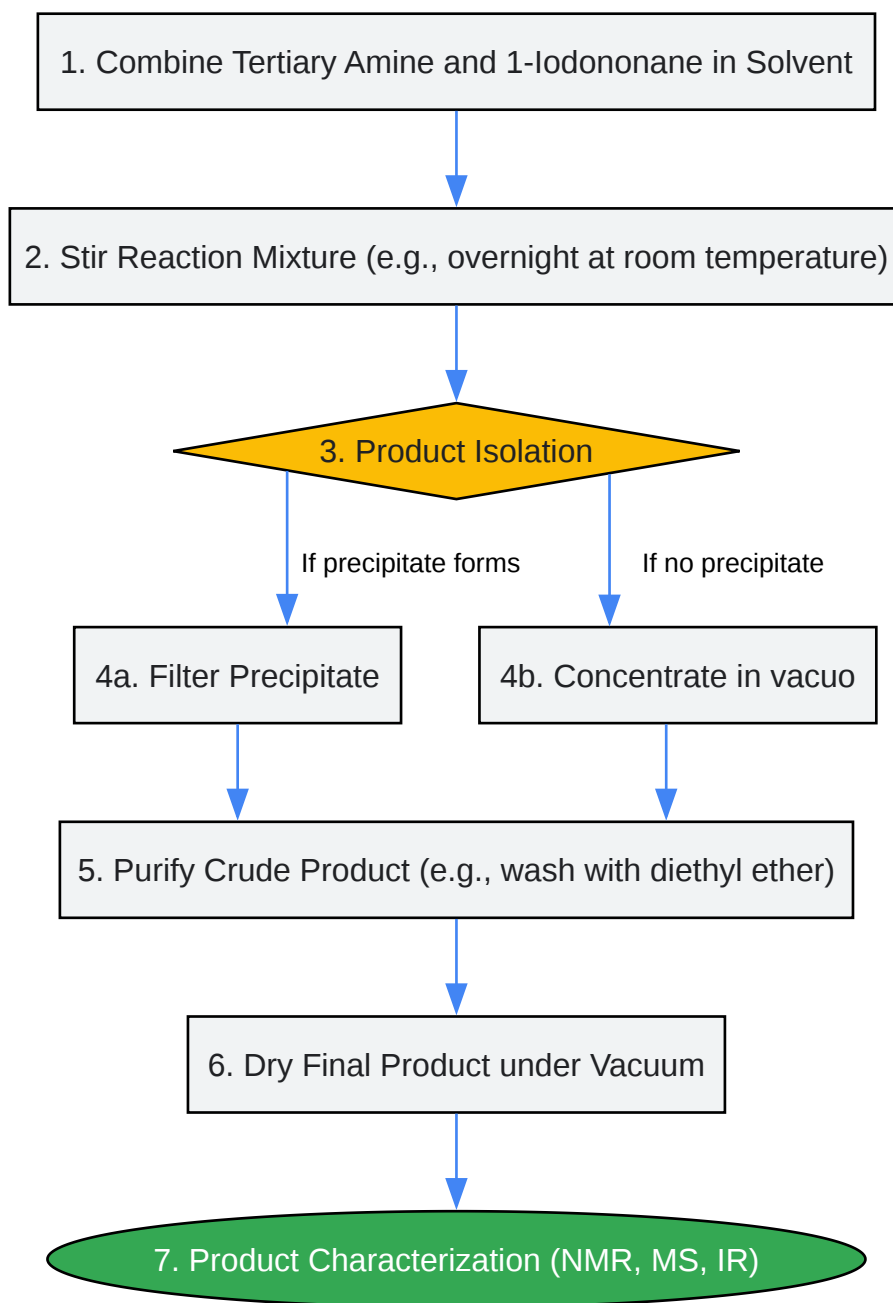 1. Combine Tertiary Amine and 1-Iodononane in Solvent
2. Stir Reaction Mixture (e.g., overnight at room temperature)
3. Product Isolation
If precipitate forms
If no precipitate
4a. Filter Precipitate
4b. Concentrate in vacuo
5. Purify Crude Product (e.g., wash with diethyl ether)
6. Dry Final Product under Vacuum
7. Product Characterization (NMR, MS, IR)